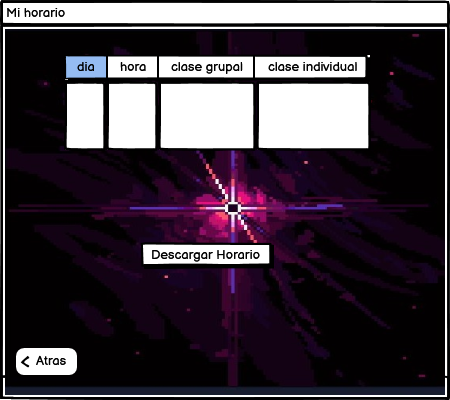 Mi horario
dia hora clase grupal clase individual
Descargar Horario
Atras